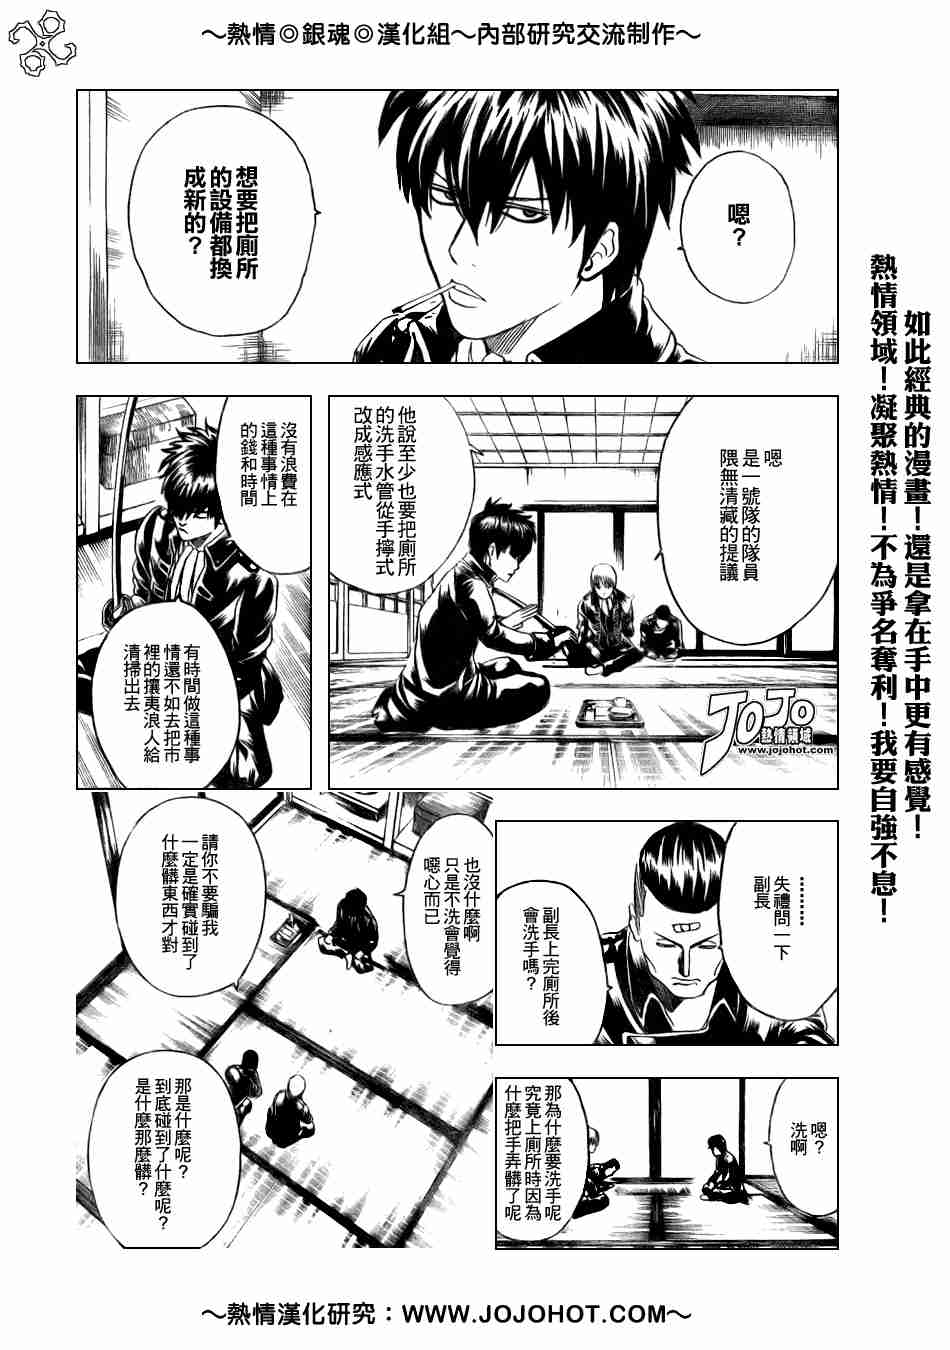 ～熱情◎銀魂◎漢化組～內部研究交流制作～
嗯？
想要把廁所
的設備都換
成新的？
嗯
是一號隊的隊員
隈無清藏的提議
他說至少也要把廁所
的洗手水管從手擰式
改成感應式
沒有浪費在
這種事情上
的錢和時間
有時間做這種事
情還不如去把市
裡的攘夷浪人給
清掃出去
JOJO
熱情領域
www.jojohot.com
………
失禮問一下
副長
副長上完廁所後
會洗手嗎？
嗯？
洗啊
那為什麼要洗手呢
究竟上廁所時因為
什麼把手弄髒了呢
也沒什麼啊
只是不洗會覺得
噁心而已
請你不要騙我
一定是確實碰到了
什麼髒東西才對
那是什麼呢？
到底碰到了什麼呢？
是什麼那麼髒？
如此經典的漫畫！還是拿在手中更有感覺！
熱情領域！凝聚熱情！不為爭名奪利！我要自強不息！
～熱情漢化研究：WWW.JOJOHOT.COM～